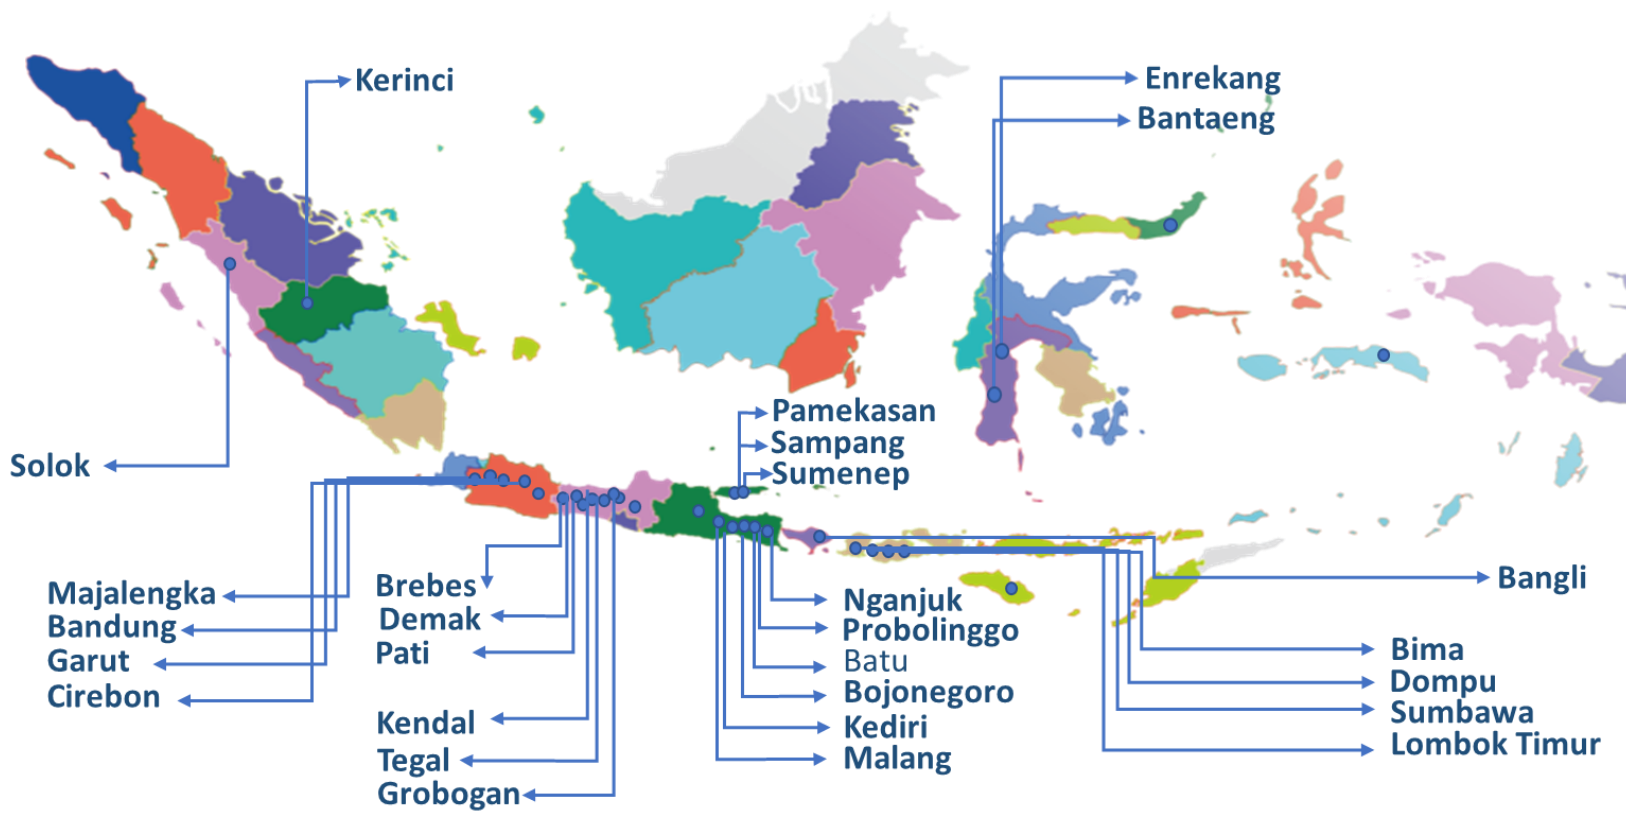 Kerinci
Enrekang
Bantaeng
Pamekasan
Sampang
Sumenep
Solok
Majalengka
Bandung
Garut
Cirebon
Brebes
Demak
Pati
Kendal
Tegal
Grobogan
Nganjuk
Probolinggo
Batu
Bojonegoro
Kediri
Malang
Bangli
Bima
Dompu
Sumbawa
Lombok Timur